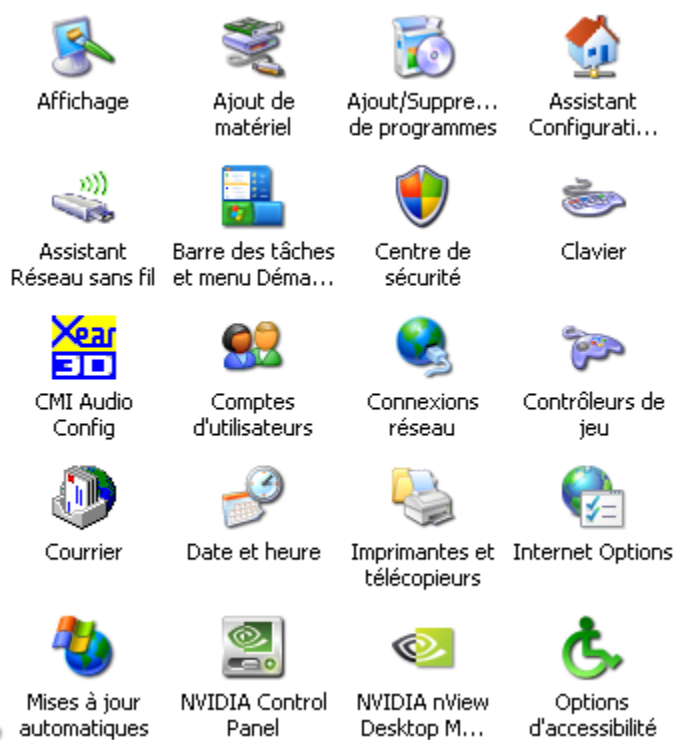 Affichage
Ajout de
matériel
Ajout/Suppre...
de programmes
Assistant
Configurati...
Assistant
Réseau sans fil
Barre des tâches
et menu Déma...
Centre de
sécurité
Clavier
Xear
3D
CMI Audio
Config
Comptes
d'utilisateurs
Connexions
réseau
Contrôleurs de
jeu
Courrier
Date et heure
Imprimantes et
télécopieurs
Internet Options
Mises à jour
automatiques
NVIDIA Control
Panel
NVIDIA nView
Desktop M...
Options
d'accessibilité